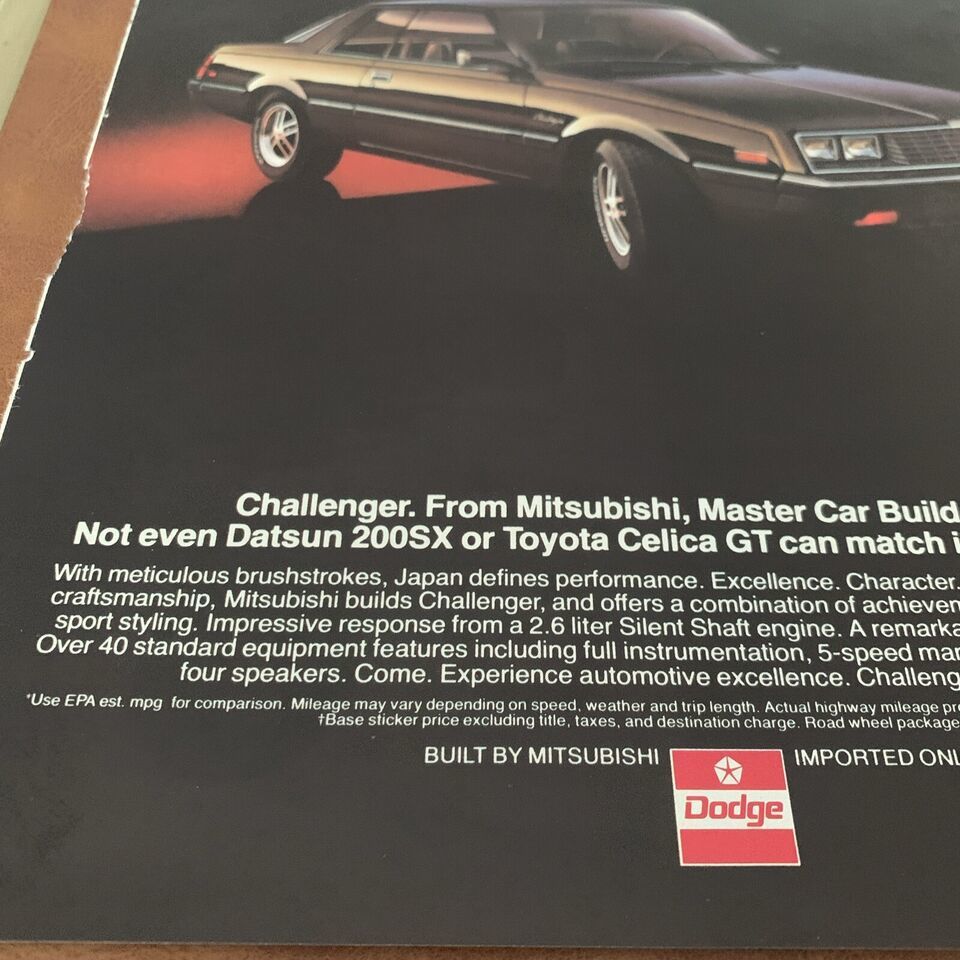 Challenger. From Mitsubishi, Master Car Build
Not even Datsun 200SX or Toyota Celica GT can match i
With meticulous brushstrokes, Japan defines performance. Excellence. Character.
craftsmanship, Mitsubishi builds Challenger, and offers a combination of achievem
sport styling. Impressive response from a 2.6 liter Silent Shaft engine. A remarka
Over 40 standard equipment features including full instrumentation, 5-speed man
four speakers. Come. Experience automotive excellence. Challeng
*Use EPA est. mpg for comparison. Mileage may vary depending on speed, weather and trip length. Actual highway mileage pr
†Base sticker price excluding title, taxes, and destination charge. Road wheel package
BUILT BY MITSUBISHI
Dodge
IMPORTED ONL